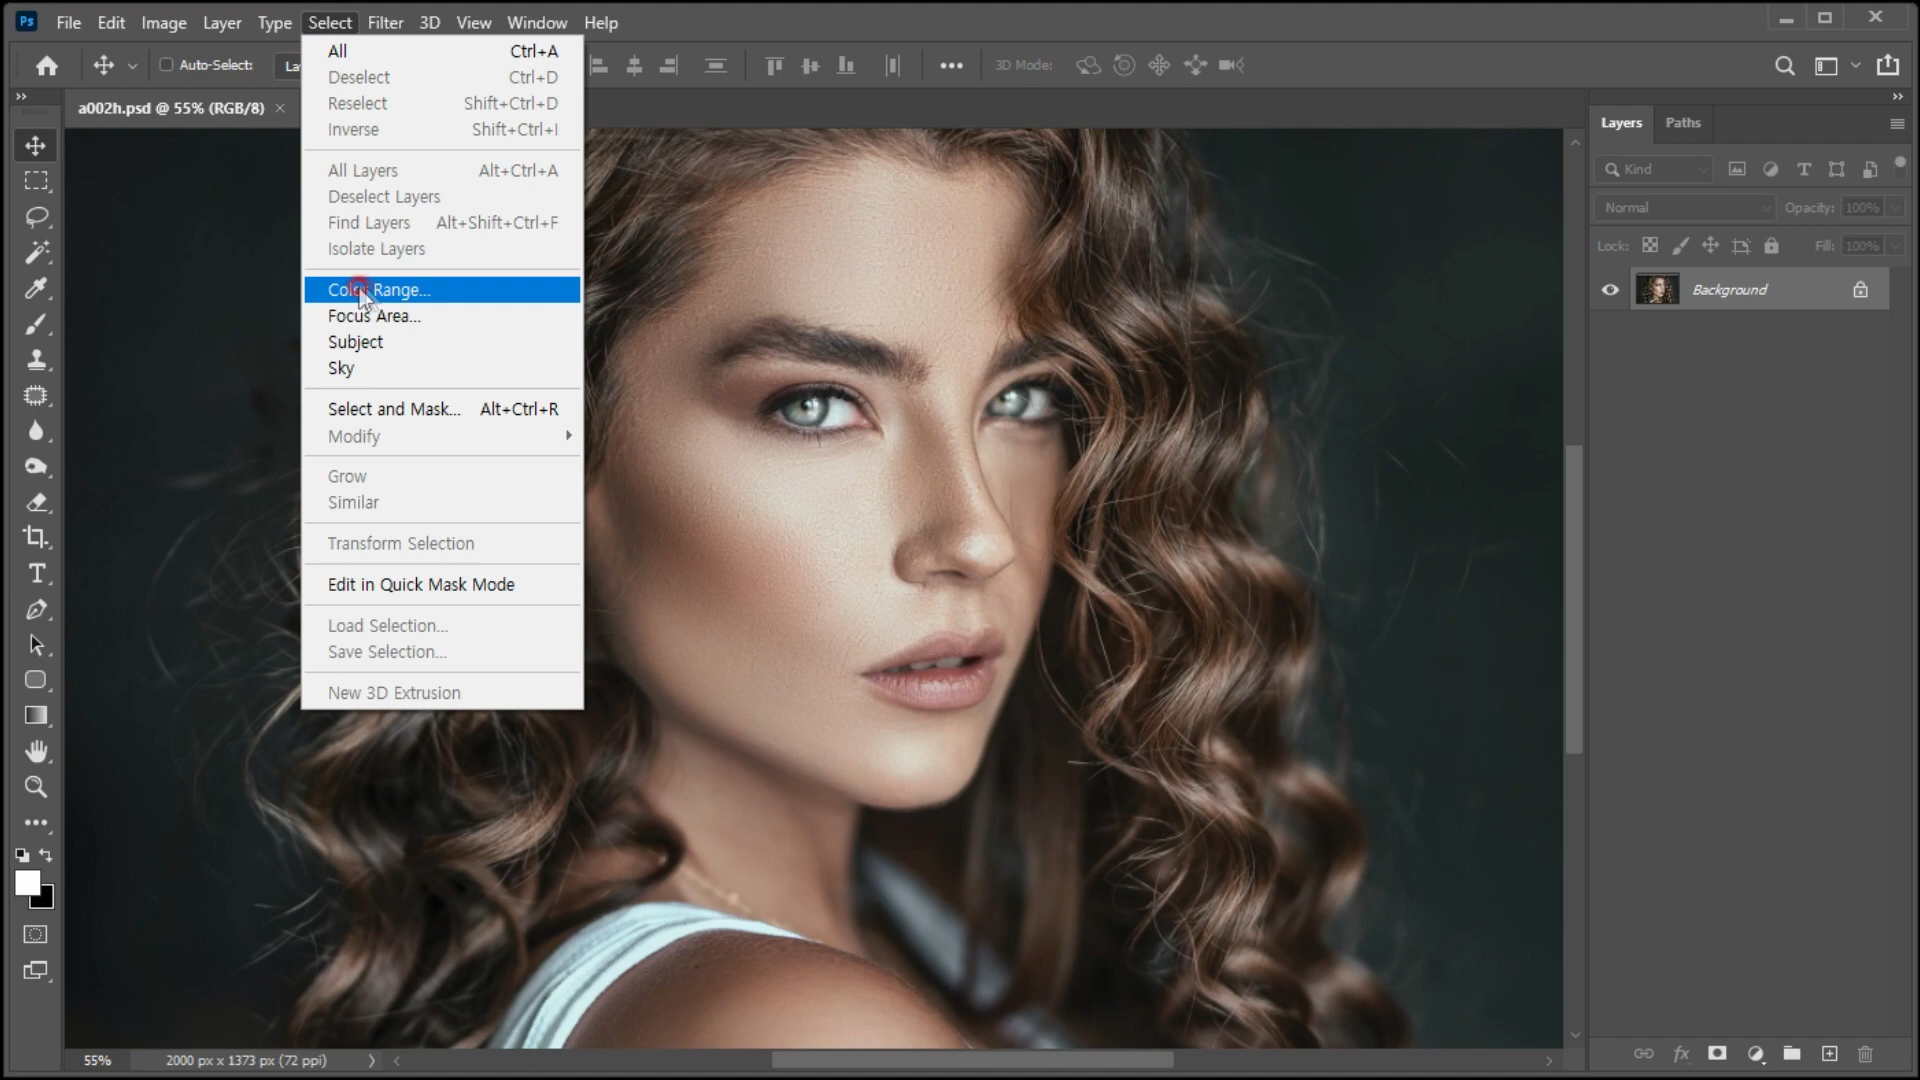 Ps File Edit Image Layer Type Select Filter 3D View Window Help
Auto-Select: La 3D Mode:
a002h.psd @ 55% (RGB/8)
All Ctrl+A
Deselect Ctrl+D
Reselect Shift+Ctrl+D
Inverse Shift+Ctrl+I
All Layers Alt+Ctrl+A
Deselect Layers
Find Layers Alt+Shift+Ctrl+F
Isolate Layers
Color Range...
Focus Area...
Subject
Sky
Select and Mask... Alt+Ctrl+R
Modify
Grow
Similar
Transform Selection
Edit in Quick Mask Mode
Load Selection...
Save Selection...
New 3D Extrusion
Layers Paths
Kind
Normal Opacity: 100%
Lock: Fill: 100%
Background
55% 2000 px x 1373 px (72 ppi)